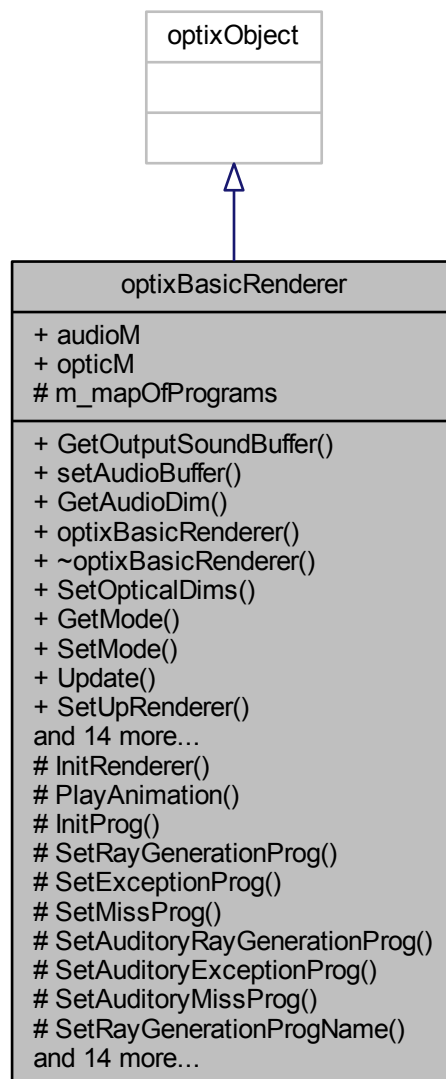 optixObject
optixBasicRenderer
+ audioM
+ opticM
# m_mapOfPrograms
+ GetOutputSoundBuffer()
+ setAudioBuffer()
+ GetAudioDim()
+ optixBasicRenderer()
+ ~optixBasicRenderer()
+ SetOpticalDims()
+ GetMode()
+ SetMode()
+ Update()
+ SetUpRenderer()
and 14 more...
# InitRenderer()
# PlayAnimation()
# InitProg()
# SetRayGenerationProg()
# SetExceptionProg()
# SetMissProg()
# SetAuditoryRayGenerationProg()
# SetAuditoryExceptionProg()
# SetAuditoryMissProg()
# SetRayGenerationProgName()
and 14 more...